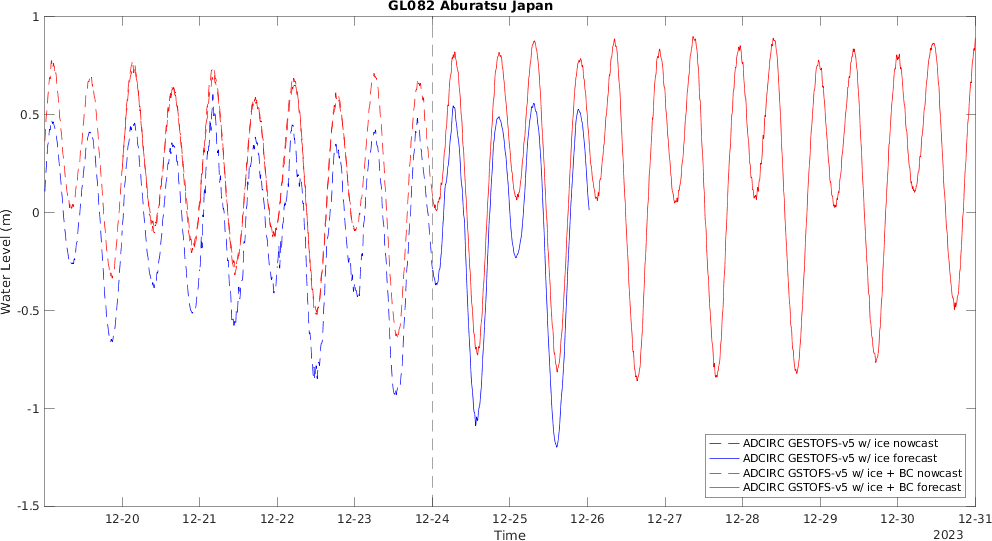 GL082 Aburatsu Japan
1
0.5
0
-0.5
-1
-1.5
Water Level (m)
12-20 12-21 12-22 12-23 12-24 12-25 12-26 12-27 12-28 12-29 12-30 12-31
Time
2023
ADCIRC GESTOFS-v5 w/ ice nowcast
ADCIRC GESTOFS-v5 w/ ice forecast
ADCIRC GSTOFS-v5 w/ ice + BC nowcast
ADCIRC GSTOFS-v5 w/ ice + BC forecast